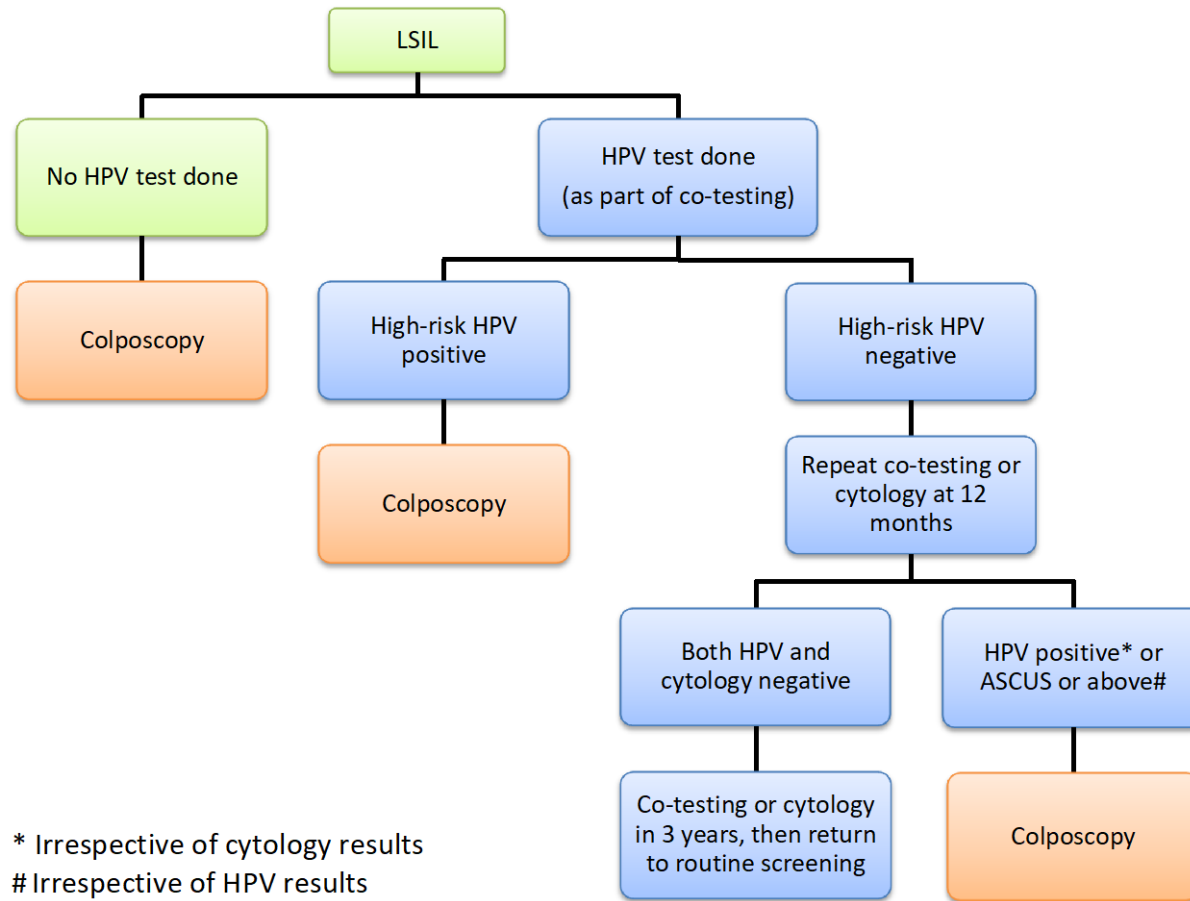 LSIL
No HPV test done
HPV test done
(as part of co-testing)
Colposcopy
High-risk HPV
positive
High-risk HPV
negative
Colposcopy
Repeat co-testing or
cytology at 12
months
Both HPV and
cytology negative
HPV positive* or
ASCUS or above#
Co-testing or cytology
in 3 years, then return
to routine screening
Colposcopy
* Irrespective of cytology results
# Irrespective of HPV results